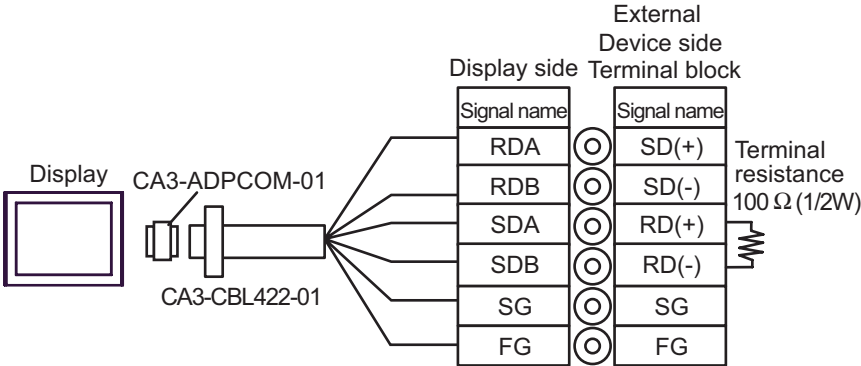 External
Device side
Display side Terminal block
Signal name Signal name
RDA SD(+)
RDB SD(-)
SDA RD(+)
SDB RD(-)
SG SG
FG FG
Terminal
resistance
100 Ω (1/2W)
Display
CA3-ADPCOM-01
CA3-CBL422-01